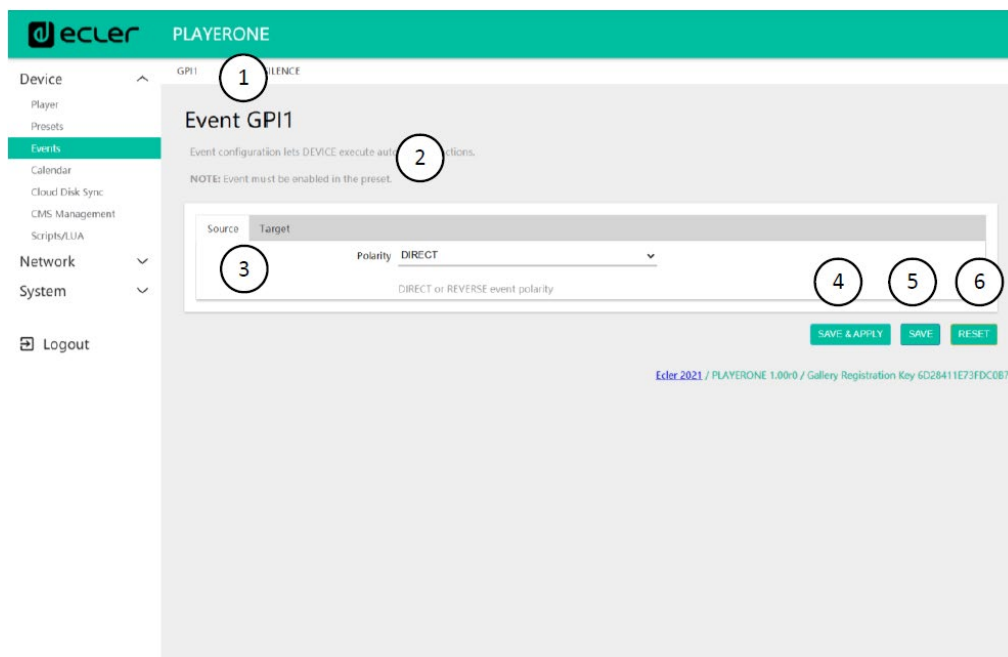 ecler
PLAYERONE
Device
Player
Presets
Events
Calendar
Cloud Disk Sync
CMS Management
Scripts/LUA
Network
System
Logout
GPI1
1
Event GPI1
Event configuration lets DEVICE execute
2
NOTE: Event must be enabled in the preset.
Source Target
3
Polarity DIRECT
DIRECT or REVERSE event polarity
4 5 6
SAVE & APPLY SAVE RESET
Ecler 2021 / PLAYERONE 1.00r0 / Gallery Registration Key 6D28411E73FDC0B7